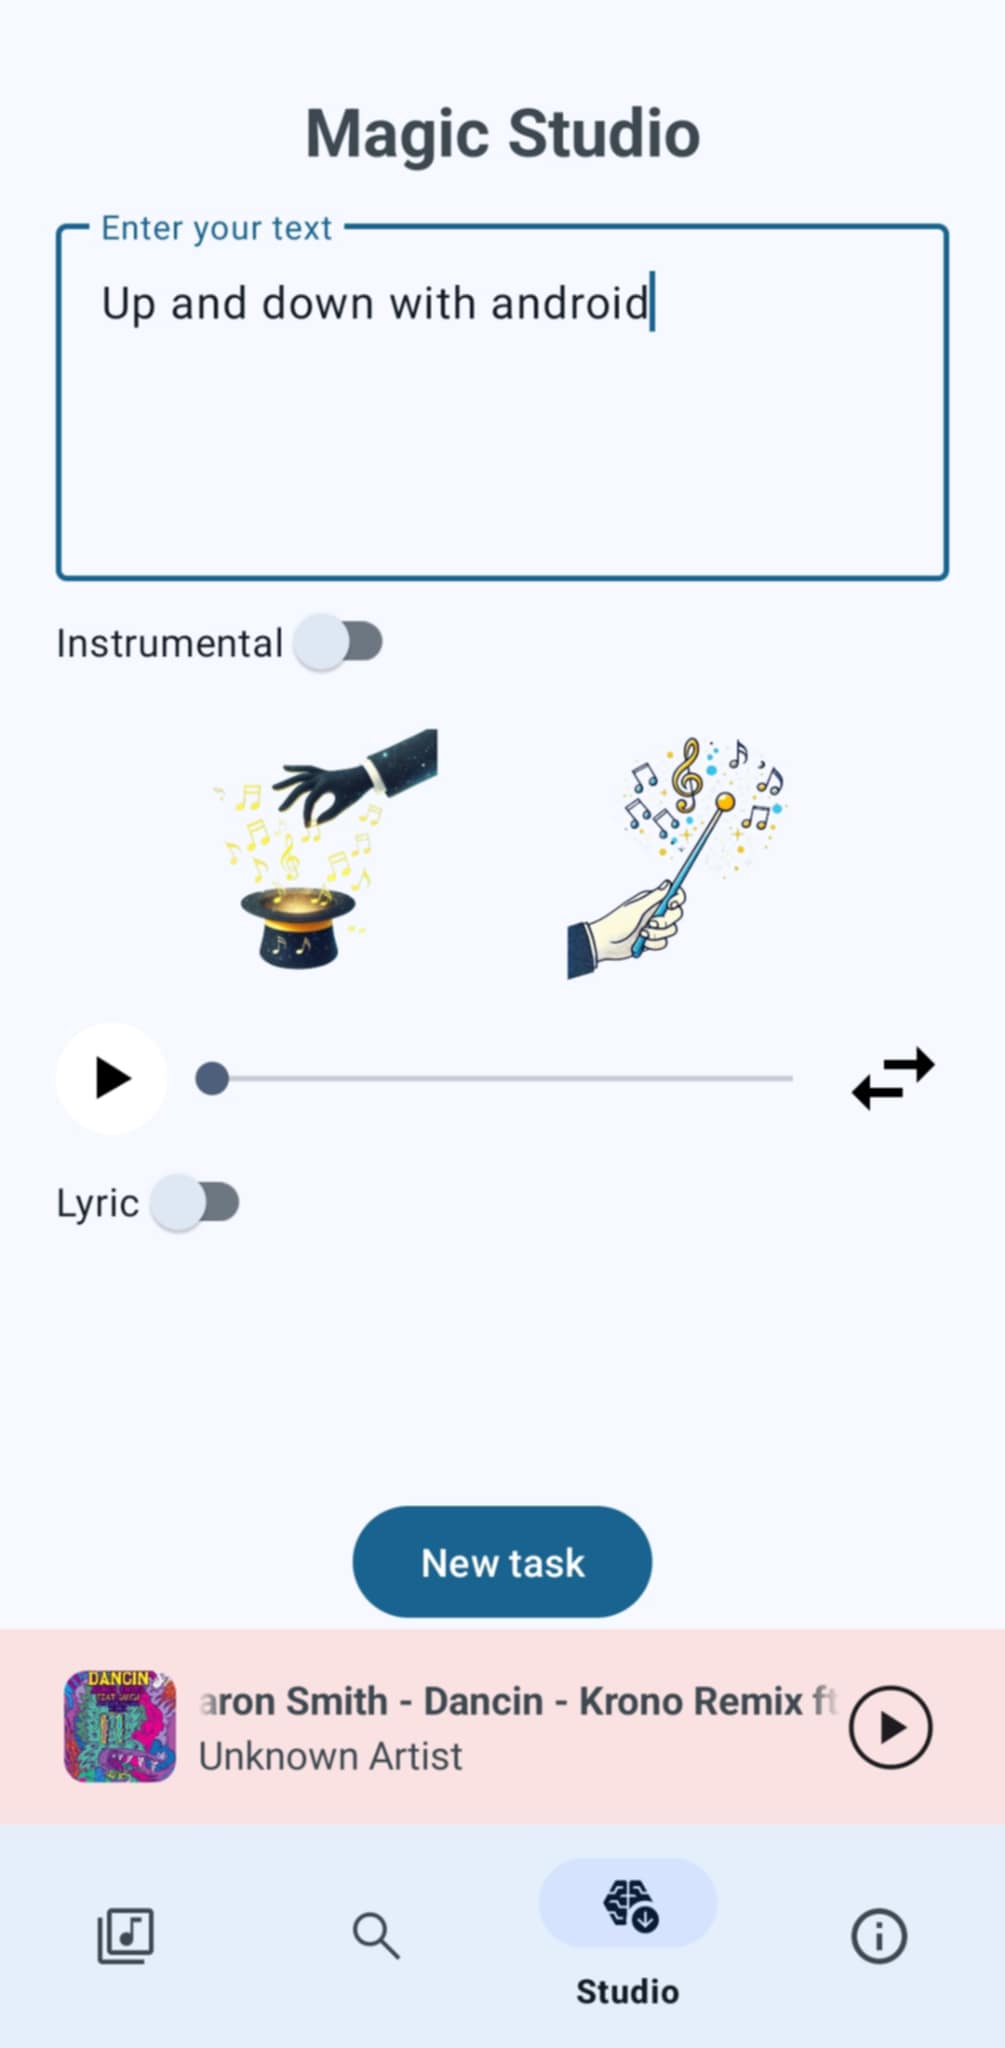 Magic Studio
Enter your text
Up and down with android
Instrumental
Lyric
New task
DANCIN
aron Smith - Dancin - Krono Remix ft
Unknown Artist
Studio